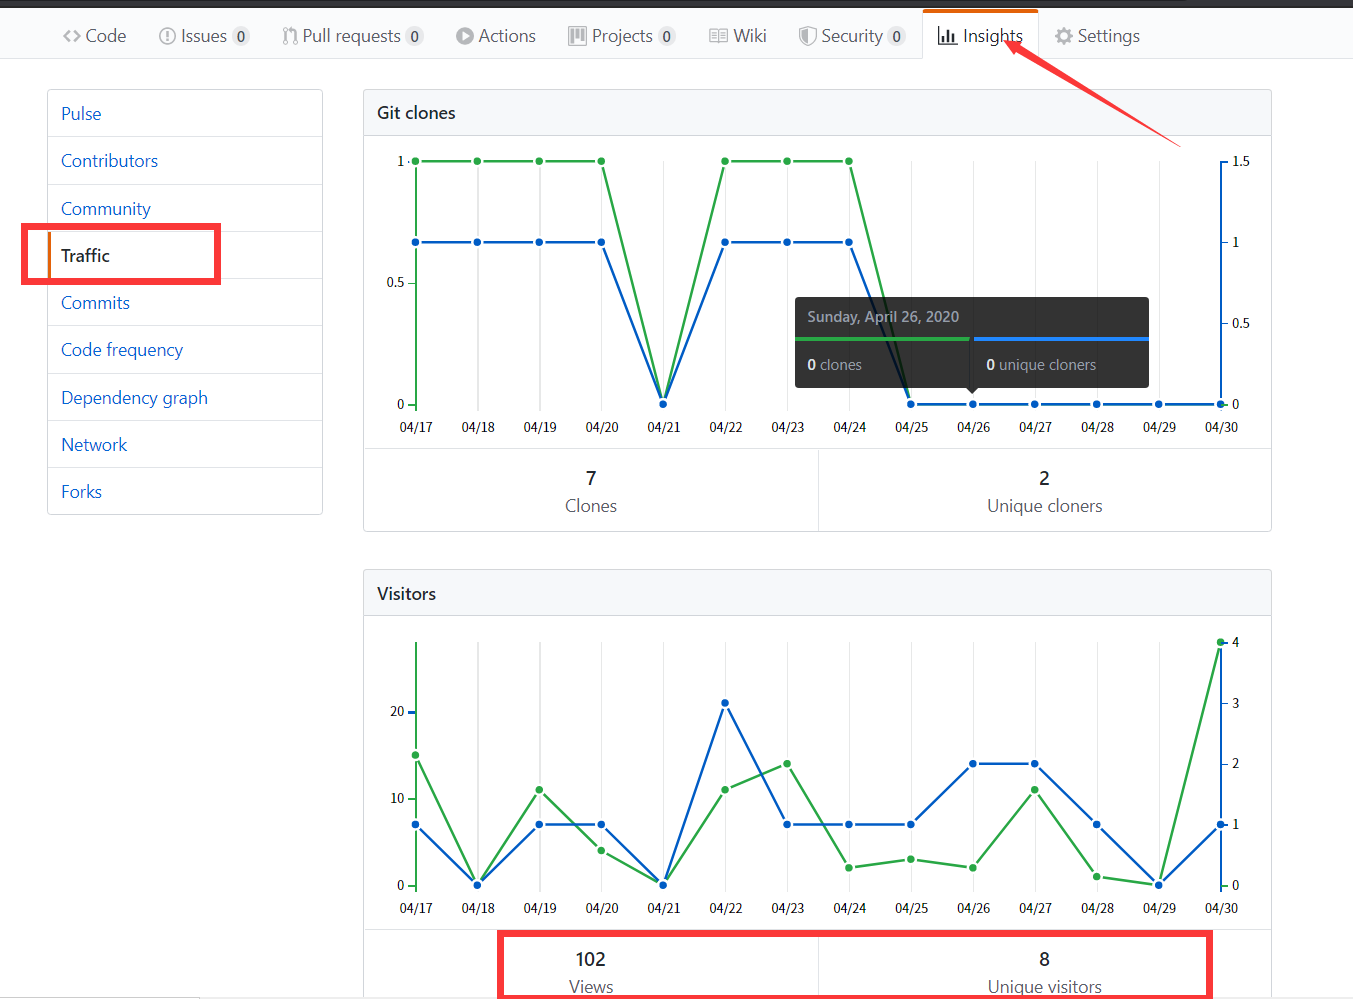 Code Issues 0 Pull requests 0 Actions Projects 0 Wiki Security 0 Insights Settings
Pulse
Contributors
Community
Traffic
Commits
Code frequency
Dependency graph
Network
Forks
Git clones
1 1.5
1
0.5
0.5
0 0
Sunday, April 26, 2020
0 clones 0 unique cloners
04/17 04/18 04/19 04/20 04/21 04/22 04/23 04/24 04/25 04/26 04/27 04/28 04/29 04/30
7 2
Clones Unique cloners
Visitors
4
20 3
2
10
1
0 0
04/17 04/18 04/19 04/20 04/21 04/22 04/23 04/24 04/25 04/26 04/27 04/28 04/29 04/30
102 8
Views Unique visitors